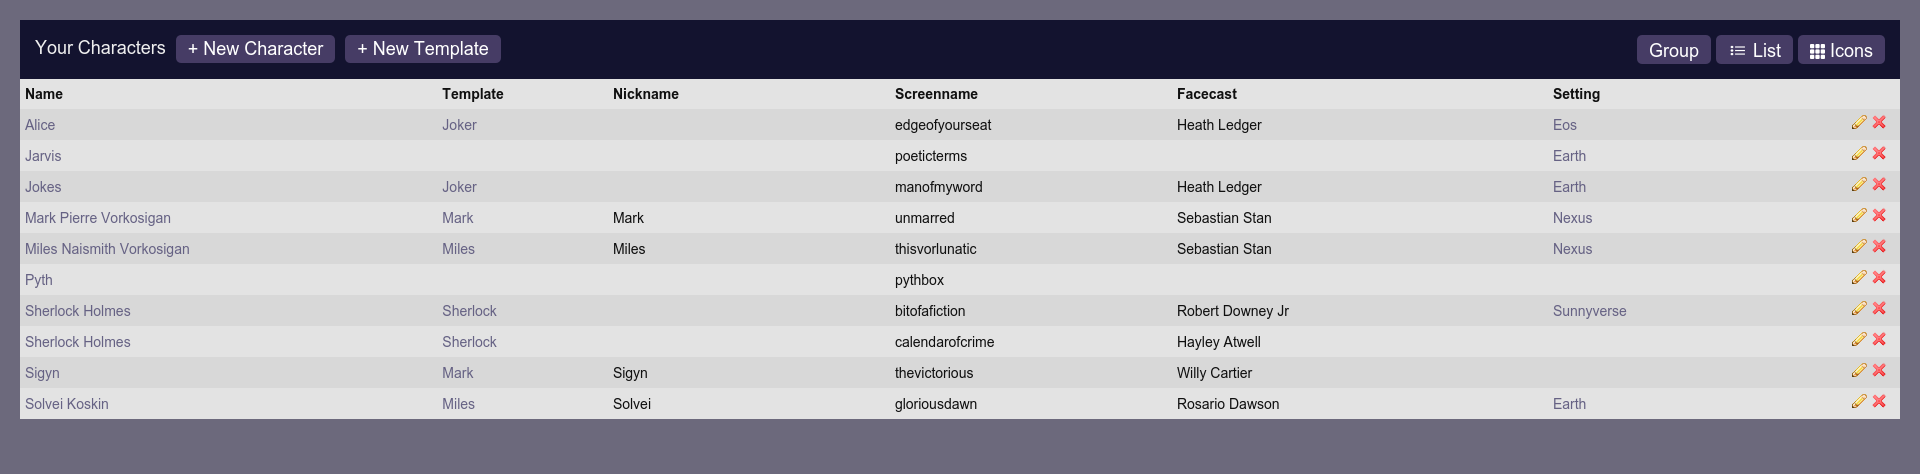 Your Characters + New Character + New Template Group List Icons
Name Template Nickname Screenname Facecast Setting
Alice Joker edgeofyourseat Heath Ledger Eos
Jarvis poeticterms Earth
Jokes Joker manofmyword Heath Ledger Earth
Mark Pierre Vorkosigan Mark Mark unmarred Sebastian Stan Nexus
Miles Naismith Vorkosigan Miles Miles thisvorlunatic Sebastian Stan Nexus
Pyth pythbox
Sherlock Holmes Sherlock bitofafiction Robert Downey Jr Sunnyverse
Sherlock Holmes Sherlock calendarofcrime Hayley Atwell
Sigyn Mark Sigyn thevictorious Willy Cartier
Solvei Koskin Miles Solvei gloriousdawn Rosario Dawson Earth